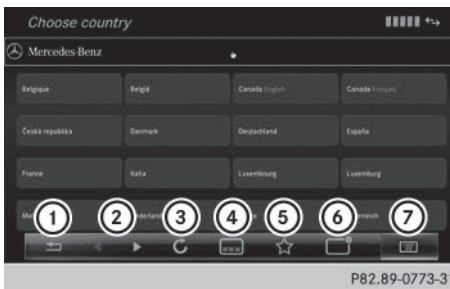 Choose country
Mercedes-Benz
Belgique België Canada English Canada Français
Česká republika Danmark Deutschland España
France Italia Luxembourg Luxemburg
1 2 3 4 5 6 7
www
P82.89-0773-31